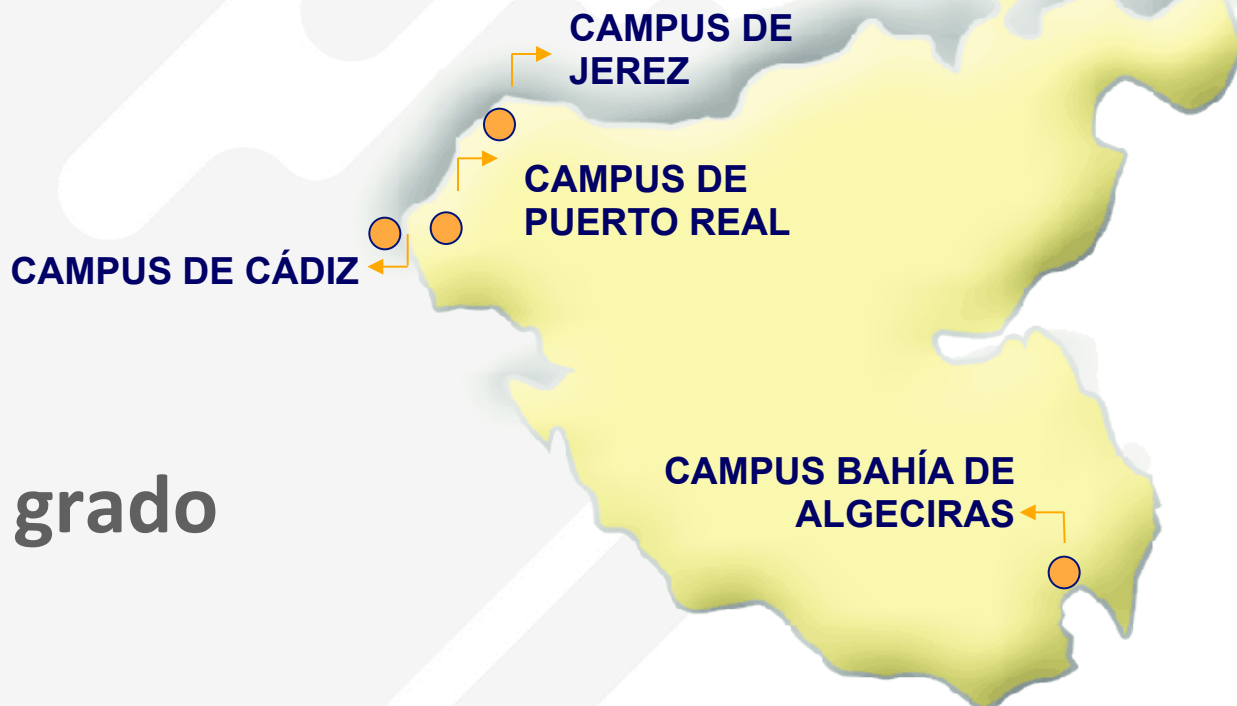 CAMPUS DE
JEREZ
CAMPUS DE
PUERTO REAL
CAMPUS DE CÁDIZ
CAMPUS BAHÍA DE
ALGECIRAS
grado